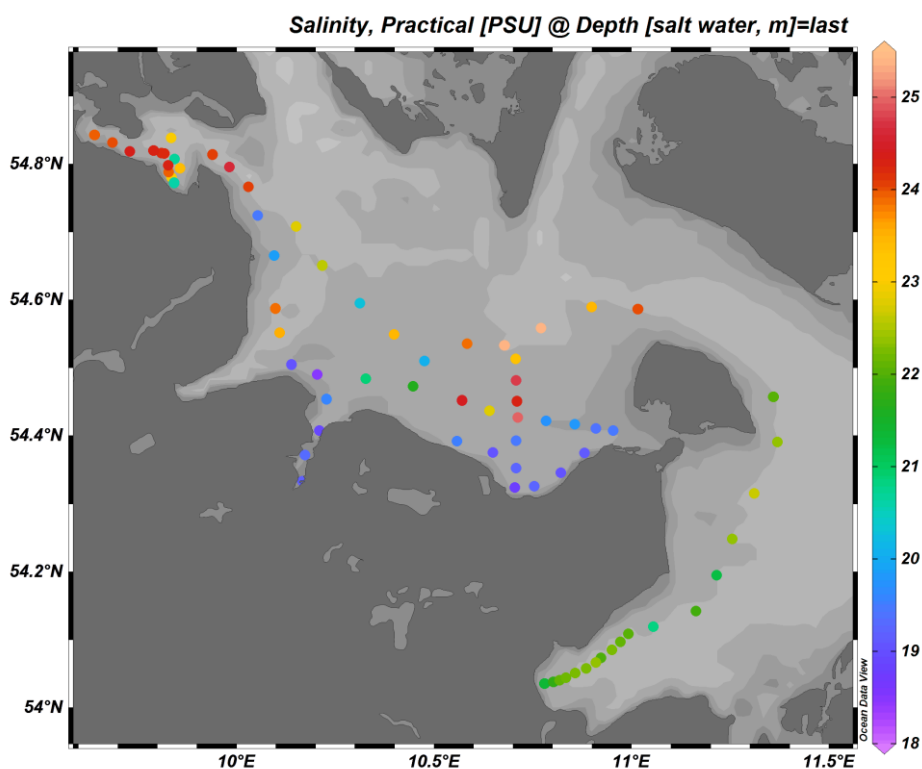 Salinity, Practical [PSU] @ Depth [salt water, m]=last
54.8°N
54.6°N
54.4°N
54.2°N
54°N
10°E
10.5°E
11°E
11.5°E
25
24
23
22
21
20
19
18
Ocean Data View